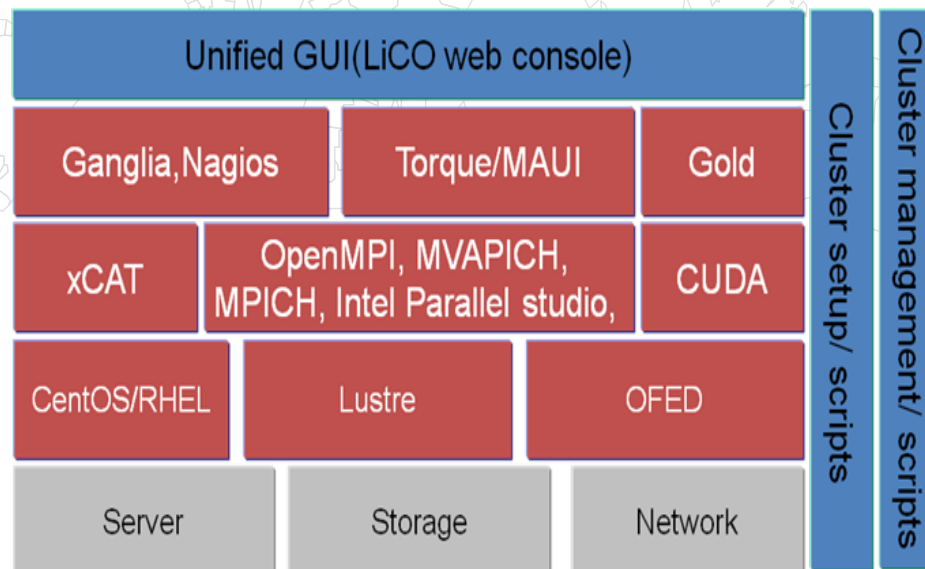 Unified GUI(LiCO web console)
Ganglia,Nagios
Torque/MAUI
Gold
xCAT
OpenMPI, MVAPICH,
MPICH, Intel Parallel studio,
CUDA
CentOS/RHEL
Lustre
OFED
Server
Storage
Network
Cluster setup/ scripts
Cluster management/ scripts